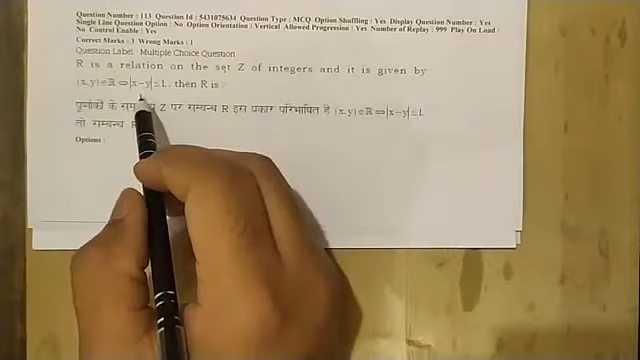 Question Number : 113 Question Id : 5431075634 Question Type : MCQ Option Shuffling : Yes Display Question Number : Yes
Single Line Question Option : No Option Orientation : Vertical Allowed Progression : Yes Number of Replay : 999 Play On Load :
No Control Enable : Yes
Correct Marks : 3 Wrong Marks : 1
Question Label : Multiple Choice Question
R is a relation on the set Z of integers and it is given by
(x,y)∈ℝ⇔|x−y|≤1, then R is :
पूर्णांकों के Z पर सम्बन्ध R इस प्रकार परिभाषित है (x,y)∈ℝ⇔|x−y|≤1
तो सम्बन्ध
Options :